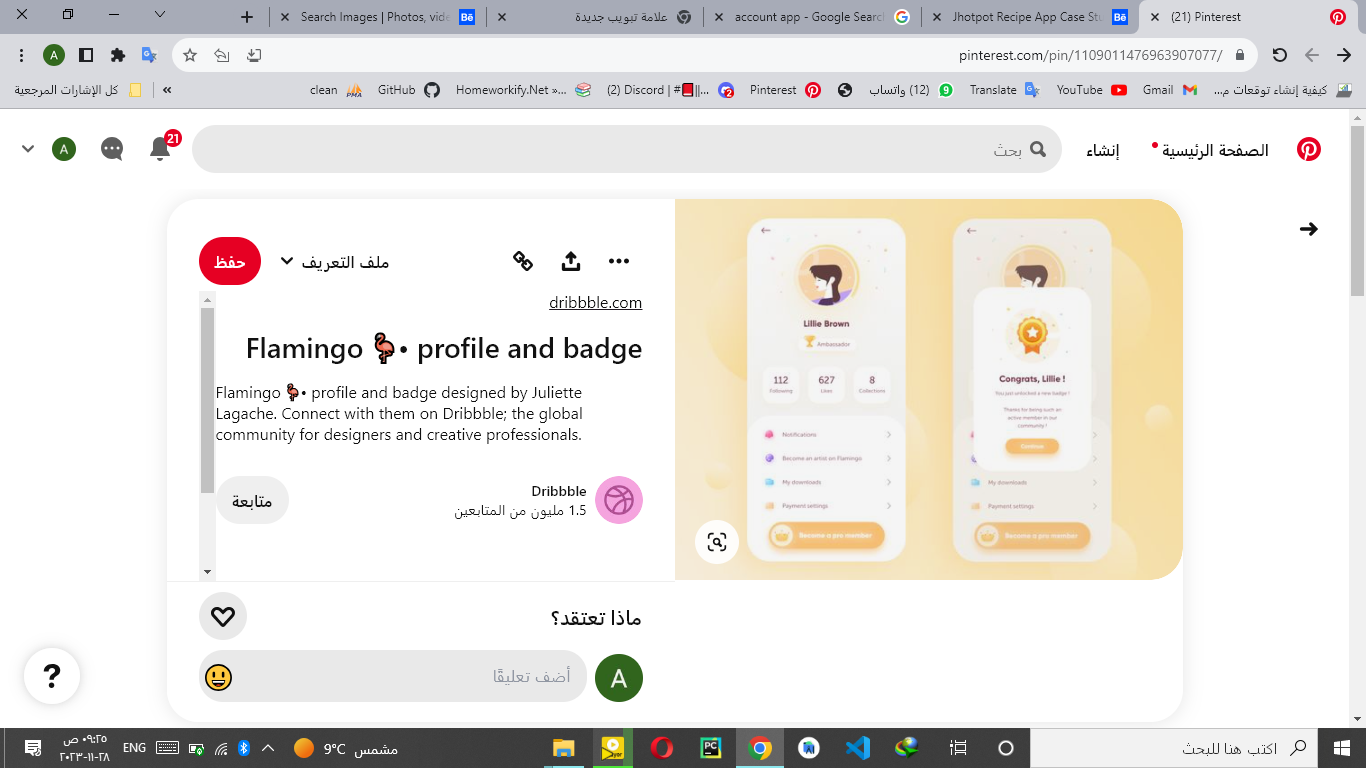 (21) Pinterest
Jhotpot Recipe App Case Stu
account app - Google Search
علامة تبويب جديدة
Search Images | Photos, vide
pinterest.com/pin/1109011476963907077/
A
كيفية إنشاء توقعات م...
Gmail
YouTube
Translate
(12) واتساب
Pinterest
(2) Discord | #📕||...
Homeworkify.Net »...
GitHub
clean
كل الإشارات المرجعية
الصفحة الرئيسية
إنشاء
بحث
21
A
حفظ
ملف التعريف
dribbble.com
Flamingo 🦩• profile and badge
Flamingo 🦩• profile and badge designed by Juliette
Lagache. Connect with them on Dribbble; the global
community for designers and creative professionals.
Dribbble
1.5 مليون من المتابعين
متابعة
ماذا تعتقد؟
A
أضف تعليقًا
Lillie Brown
Ambassador
112
Following
627
Likes
8
Collections
Notifications
Become an artist on Flamingo
My downloads
Payment settings
Become a pro member
Congrats, Lillie !
You just unlocked a new badge !
Thanks for being such an
active member in our
community !
Continue
My downloads
Payment settings
Become a pro member
?
اكتب هنا للبحث
مشمس 9°C
ENG
٠٩:٢٥ ص
٢٠٢٣-١١-٢٨